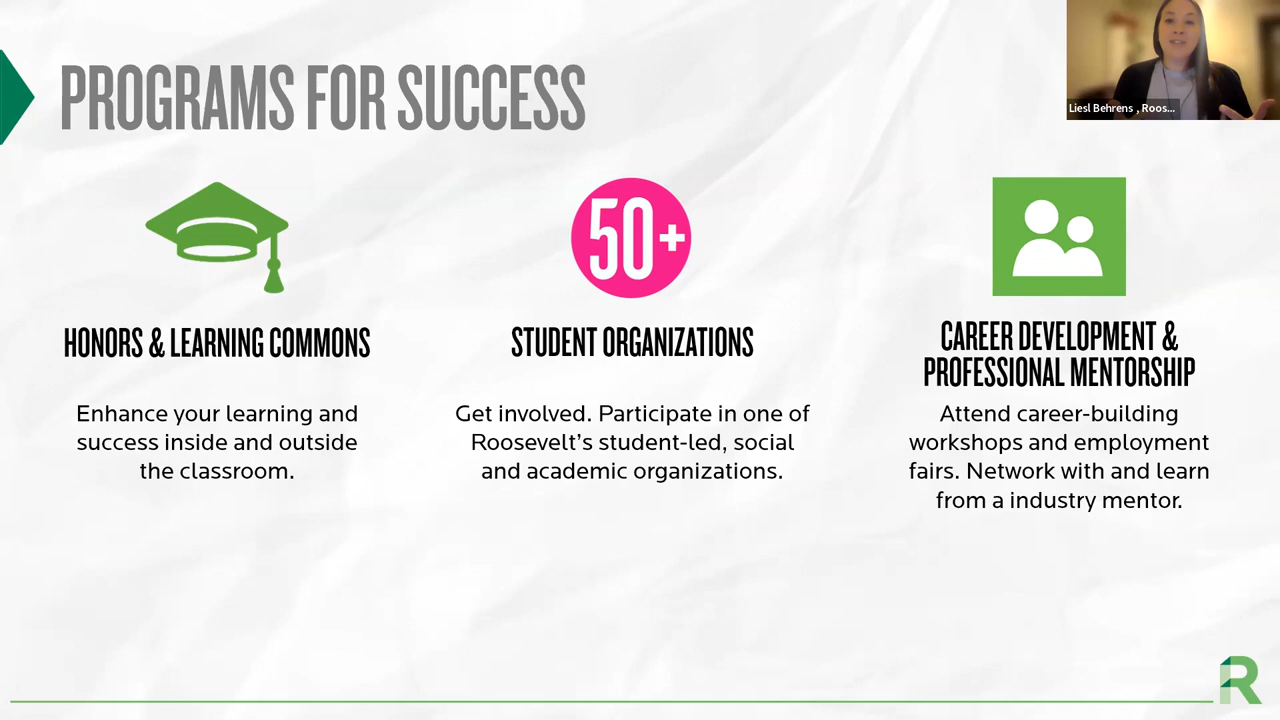 PROGRAMS FOR SUCCESS
Liesl Behrens , Roos...
50+
HONORS & LEARNING COMMONS
Enhance your learning and
success inside and outside
the classroom.
STUDENT ORGANIZATIONS
Get involved. Participate in one of
Roosevelt's student-led, social
and academic organizations.
CAREER DEVELOPMENT &
PROFESSIONAL MENTORSHIP
Attend career-building
workshops and employment
fairs. Network with and learn
from a industry mentor.
R